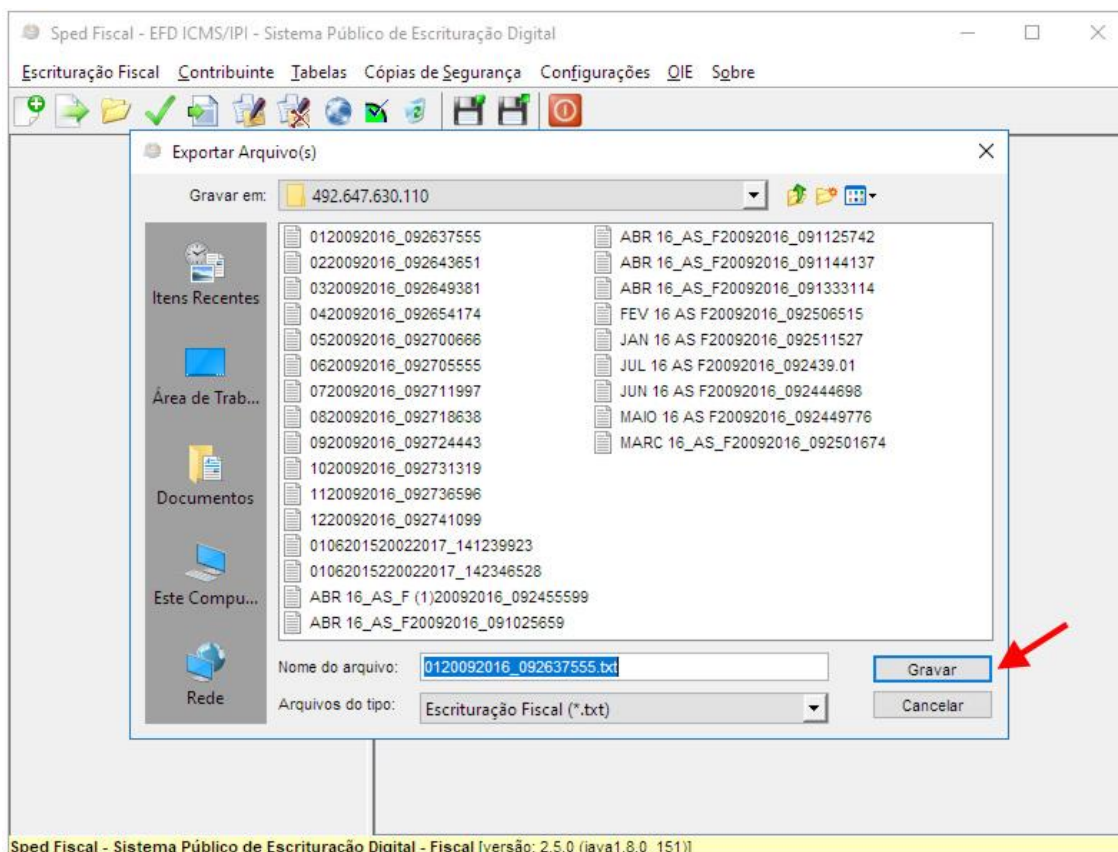 Sped Fiscal - EFD ICMS/IPI - Sistema Público de Escrituração Digital
Escrituração Fiscal Contribuinte Tabelas Cópias de Segurança Configurações OIE Sobre
Exportar Arquivo(s)
Gravar em: 492.647.630.110
Itens Recentes
Área de Trab...
Documentos
Este Compu...
Rede
0120092016_092637555
0220092016_092643651
0320092016_092649381
0420092016_092654174
0520092016_092700666
0620092016_092705555
0720092016_092711997
0820092016_092718638
0920092016_092724443
1020092016_092731319
1120092016_092736596
1220092016_092741099
0106201520022017_141239923
01062015220022017_142346528
ABR 16_AS_F (1)20092016_092455599
ABR 16_AS_F20092016_091025659
ABR 16_AS_F20092016_091125742
ABR 16_AS_F20092016_091144137
ABR 16_AS_F20092016_091333114
FEV 16 AS F20092016_092506515
JAN 16 AS F20092016_092511527
JUL 16 AS F20092016_092439.01
JUN 16 AS F20092016_092444698
MAIO 16 AS F20092016_092449776
MARC 16_AS_F20092016_092501674
Nome do arquivo: 0120092016_092637555.txt Gravar
Arquivos do tipo: Escrituração Fiscal (*.txt) Cancelar
Sped Fiscal - Sistema Público de Escrituração Digital - Fiscal [versão: 2.5.0 (java1.8.0_151)]